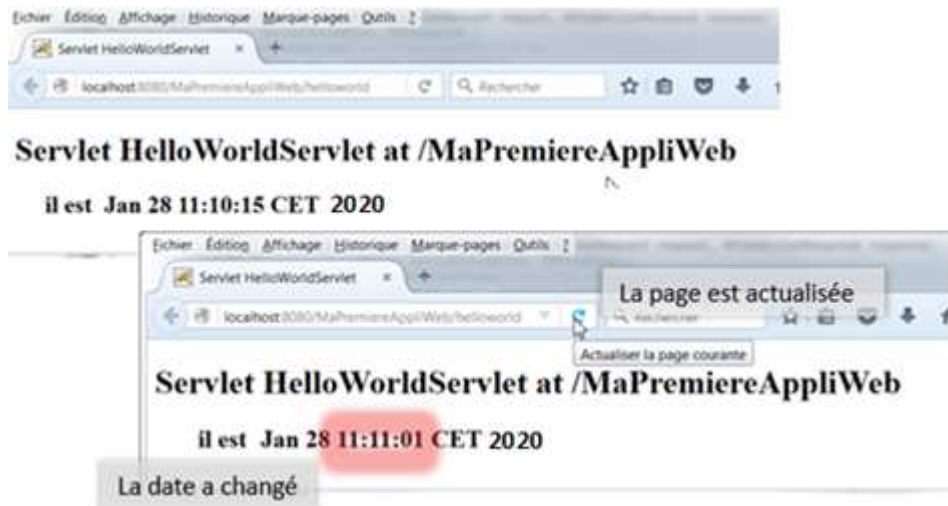 Fichier Édition Affichage Historique Marque-pages Outils ?
Servlet HelloWorldServlet × +
localhost:8080/MaPremiereAppliWeb/helloworld Rechercher
Servlet HelloWorldServlet at /MaPremiereAppliWeb
il est Jan 28 11:10:15 CET 2020
Fichier Édition Affichage Historique Marque-pages Outils ?
Servlet HelloWorldServlet × +
La page est actualisée
localhost:8080/MaPremiereAppliWeb/helloworld Rechercher
Actualiser la page courante
Servlet HelloWorldServlet at /MaPremiereAppliWeb
il est Jan 28 11:11:01 CET 2020
La date a changé